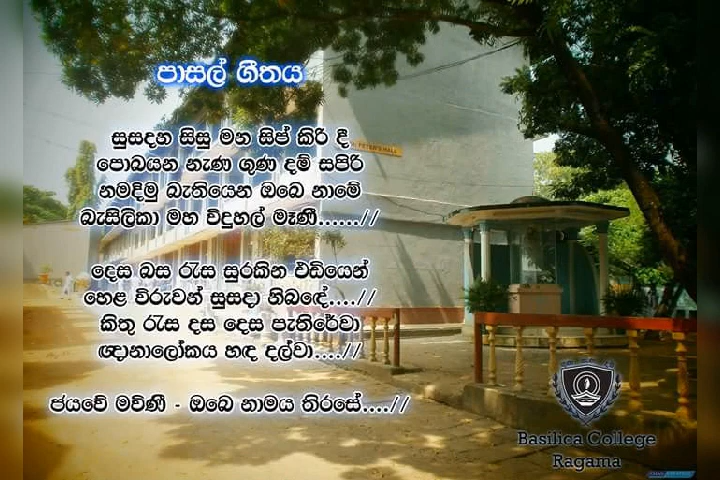 පාසල් ගීතය
සුසදහ සිසු මන සිප් කිරි දී
පොබයන නැණ ගුණ දම් සපිරි
නමදිමු බැතියෙන ඔබෙ නාමේ
බැසිලිකා මහ විදුහල් මෑණී......//
දෙස බස රැස සුරකින එඩියෙන්
හෙළ විරුවන් සුසදා නිබඳේ....//
කිතු රැස දස දෙස පැතිරේවා
ඥානාලෝකය හඳ දල්වා....//
ජයවේ මව්ණී - ඔබෙ නාමය තිරසේ....//
Basilica College
Ragama